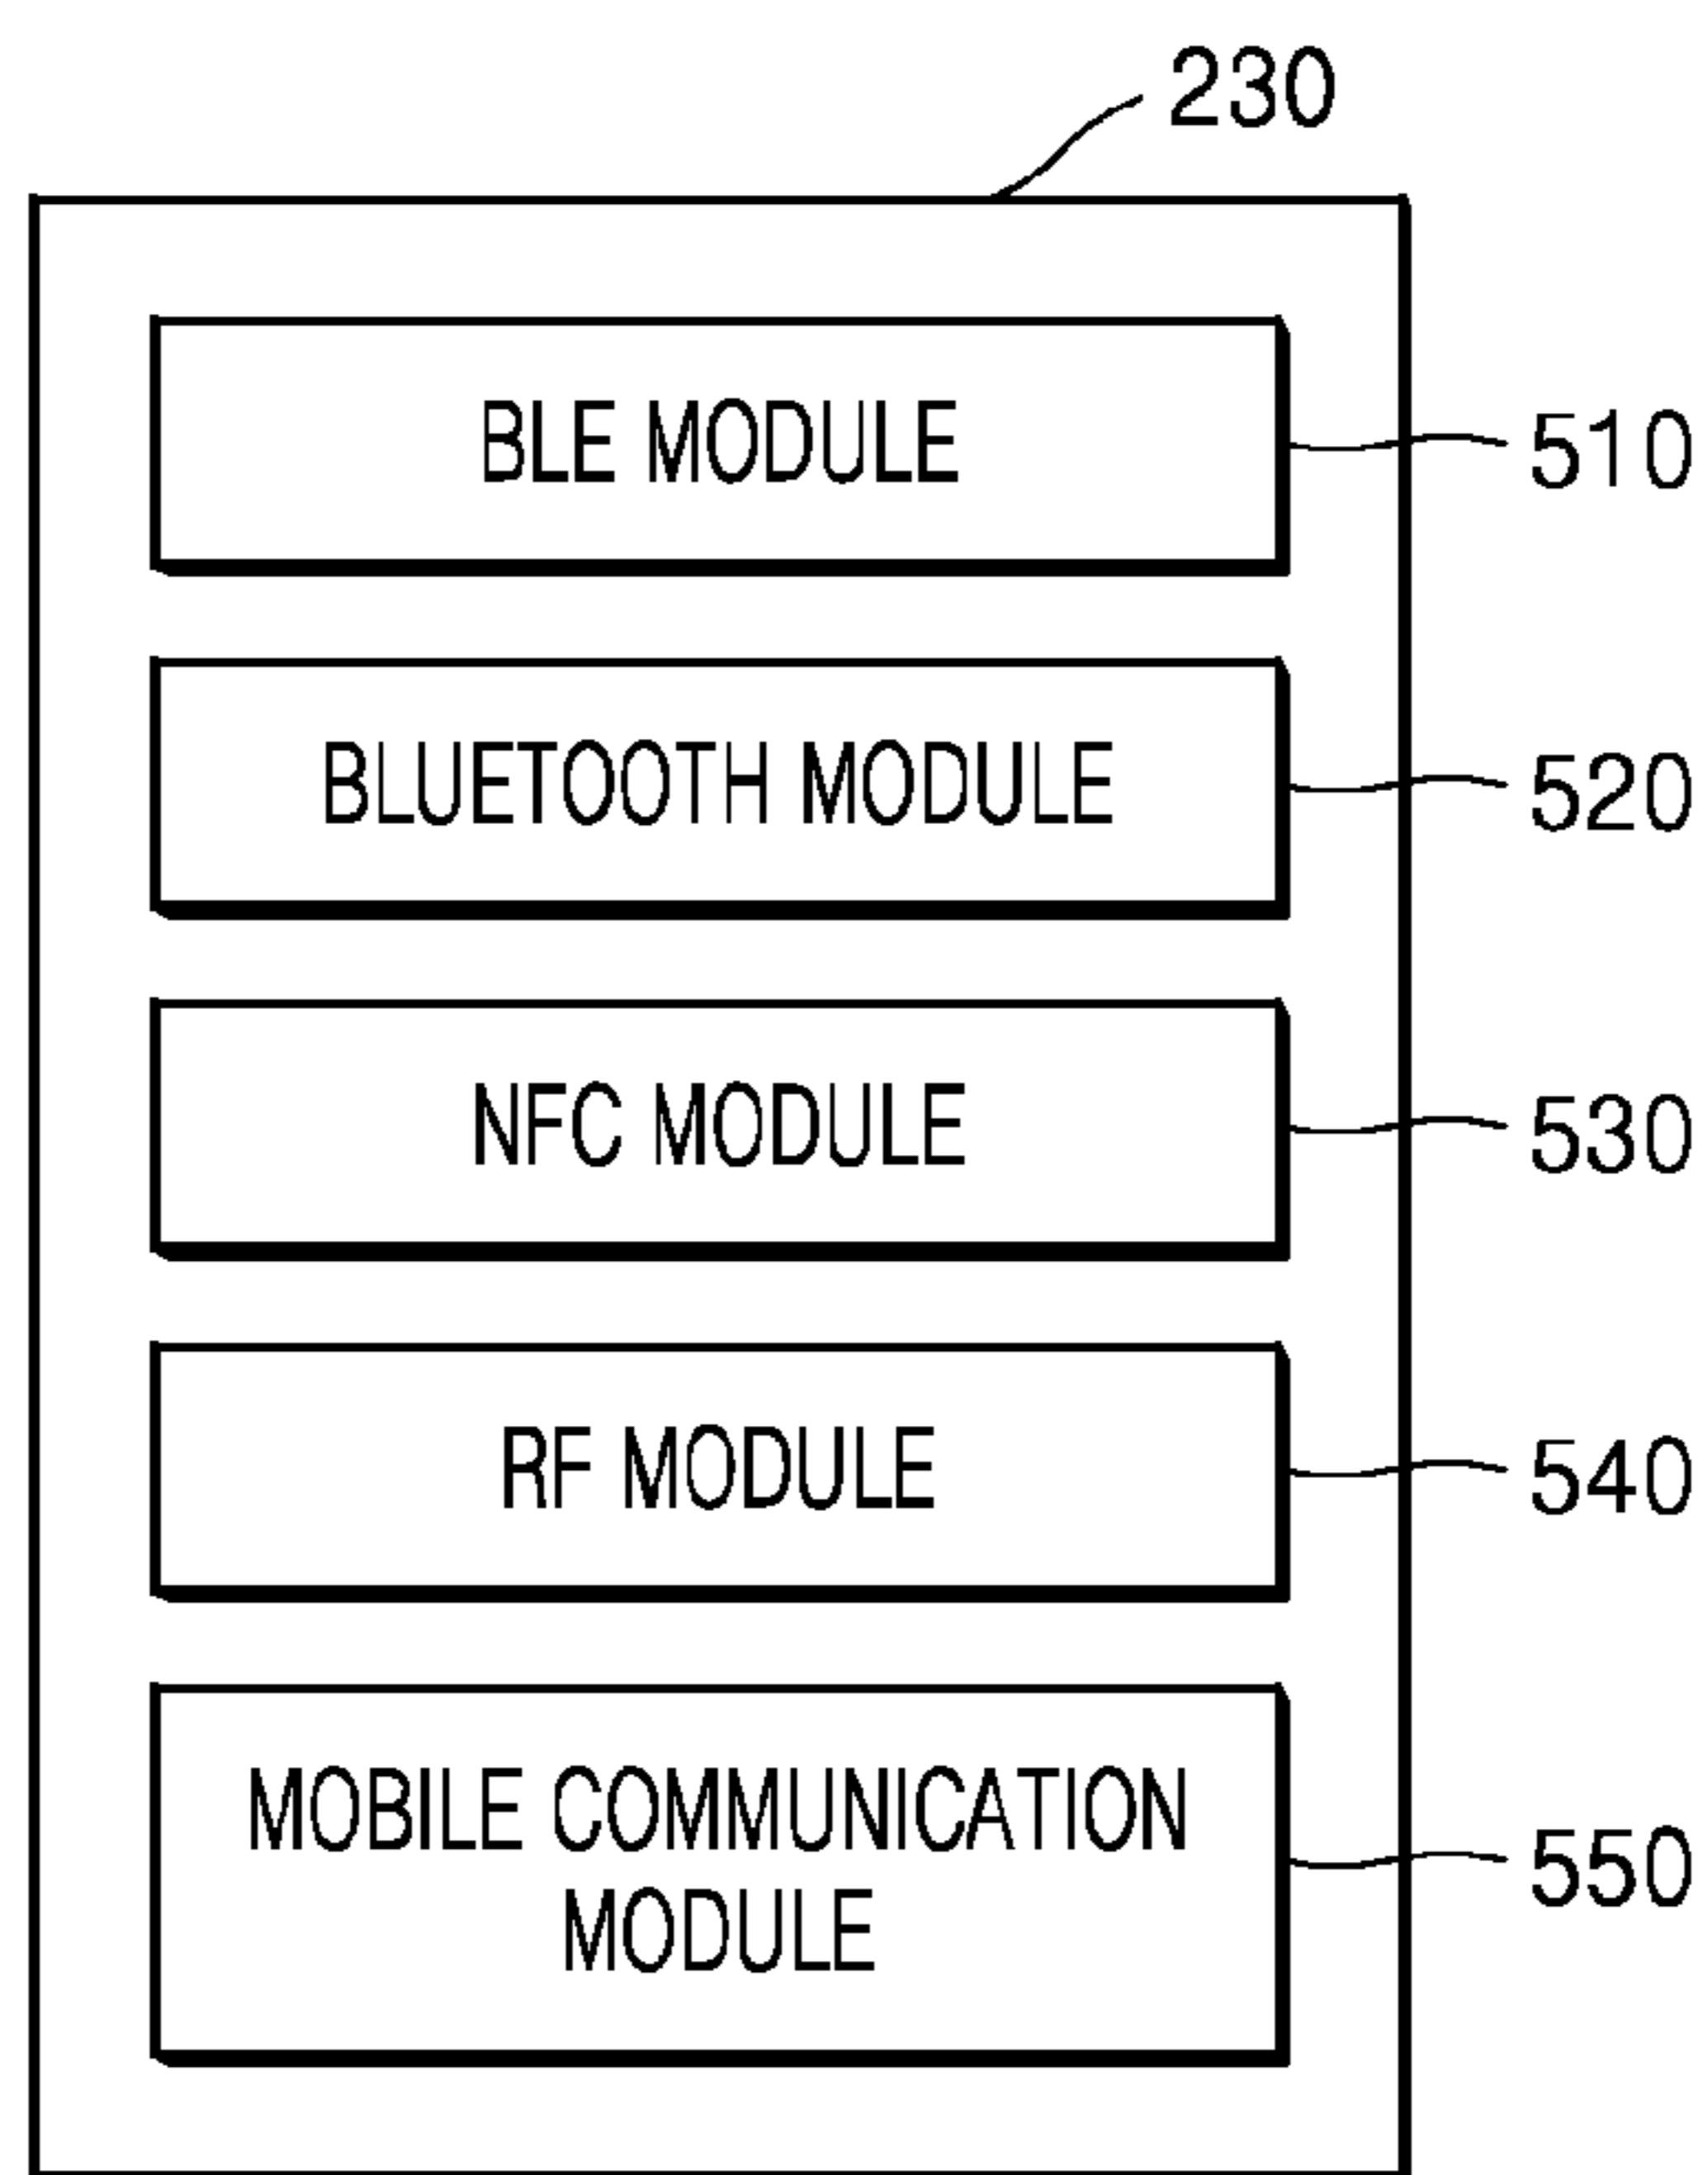 230
BLE MODULE
510
BLUETOOTH MODULE
520
NFC MODULE
530
RF MODULE
540
MOBILE COMMUNICATION
MODULE
550